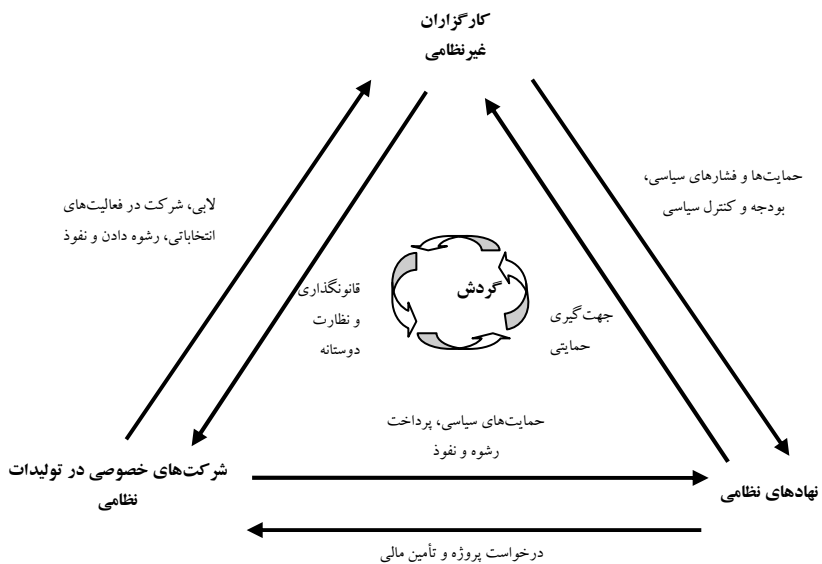 کارگزاران
غیرنظامی
حمایت‌ها و فشارهای سیاسی،
بودجه و کنترل سیاسی
لابی، شرکت در فعالیت‌های
انتخاباتی، رشوه دادن و نفوذ
قانونگذاری
و نظارت
دوستانه
گردش
جهت‌گیری
حمایتی
حمایت‌های سیاسی، پرداخت
رشوه و نفوذ
شرکت‌های خصوصی در تولیدات
نظامی
نهادهای نظامی
درخواست پروژه و تأمین مالی